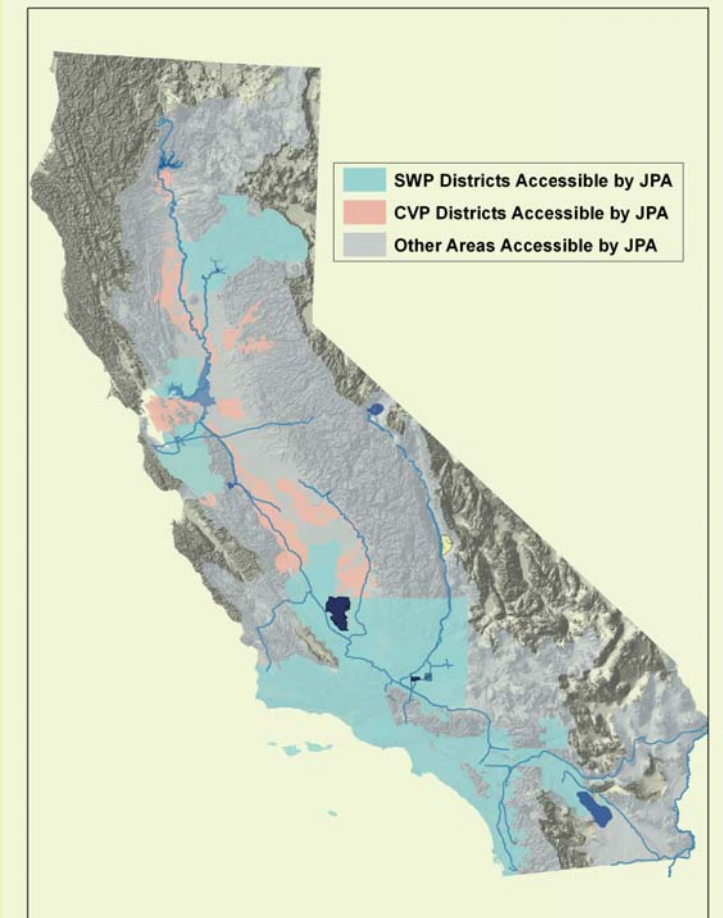 SWP Districts Accessible by JPA
CVP Districts Accessible by JPA
Other Areas Accessible by JPA